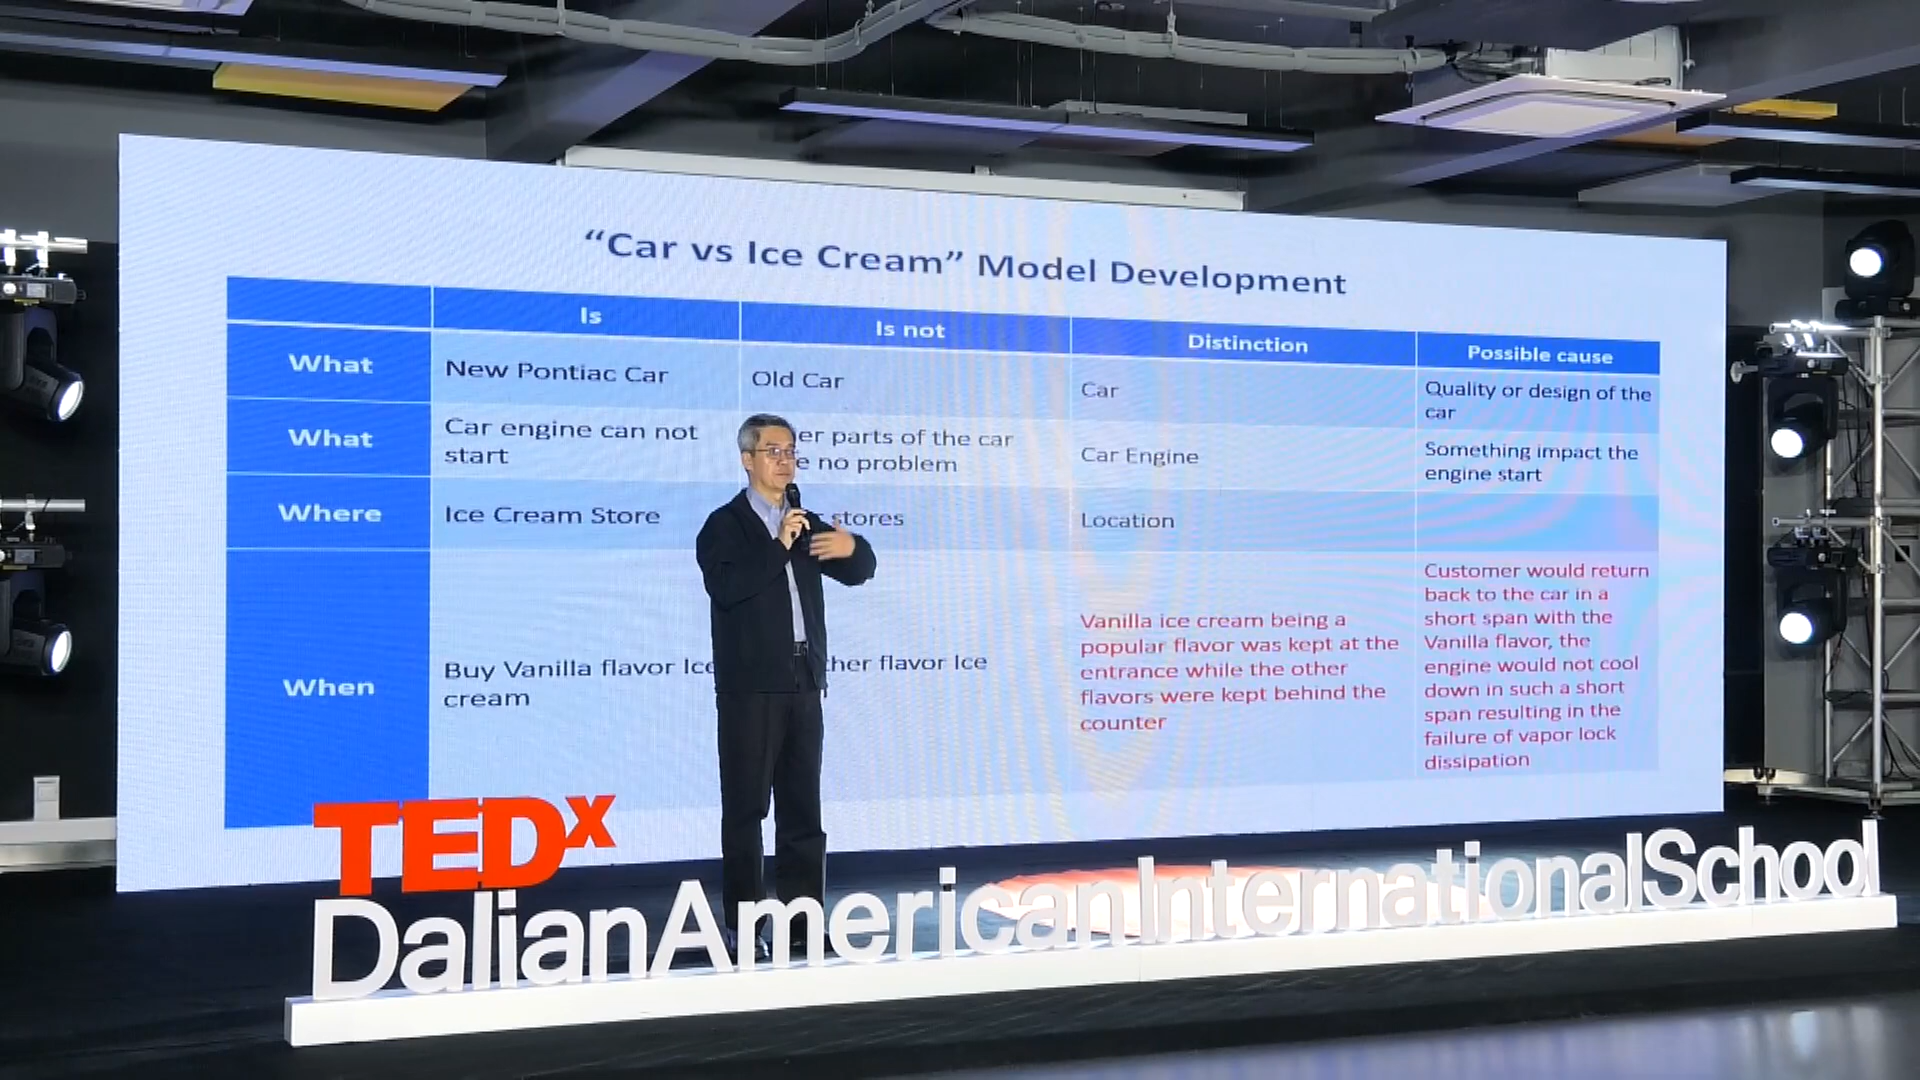 “Car vs Ice Cream” Model Development
Is
Is not
Distinction
Possible cause
What
New Pontiac Car
Old Car
Car
Quality or design of the
car
What
Car engine can not
start
er parts of the car
e no problem
Car Engine
Something impact the
engine start
Where
Ice Cream Store
stores
Location
When
Buy Vanilla flavor Ice
cream
her flavor Ice
Vanilla ice cream being a
popular flavor was kept at the
entrance while the other
flavors were kept behind the
counter
Customer would return
back to the car in a
short span with the
Vanilla flavor, the
engine would not cool
down in such a short
span resulting in the
failure of vapor lock
dissipation
TEDx
DalianAmericanInternationalSchool